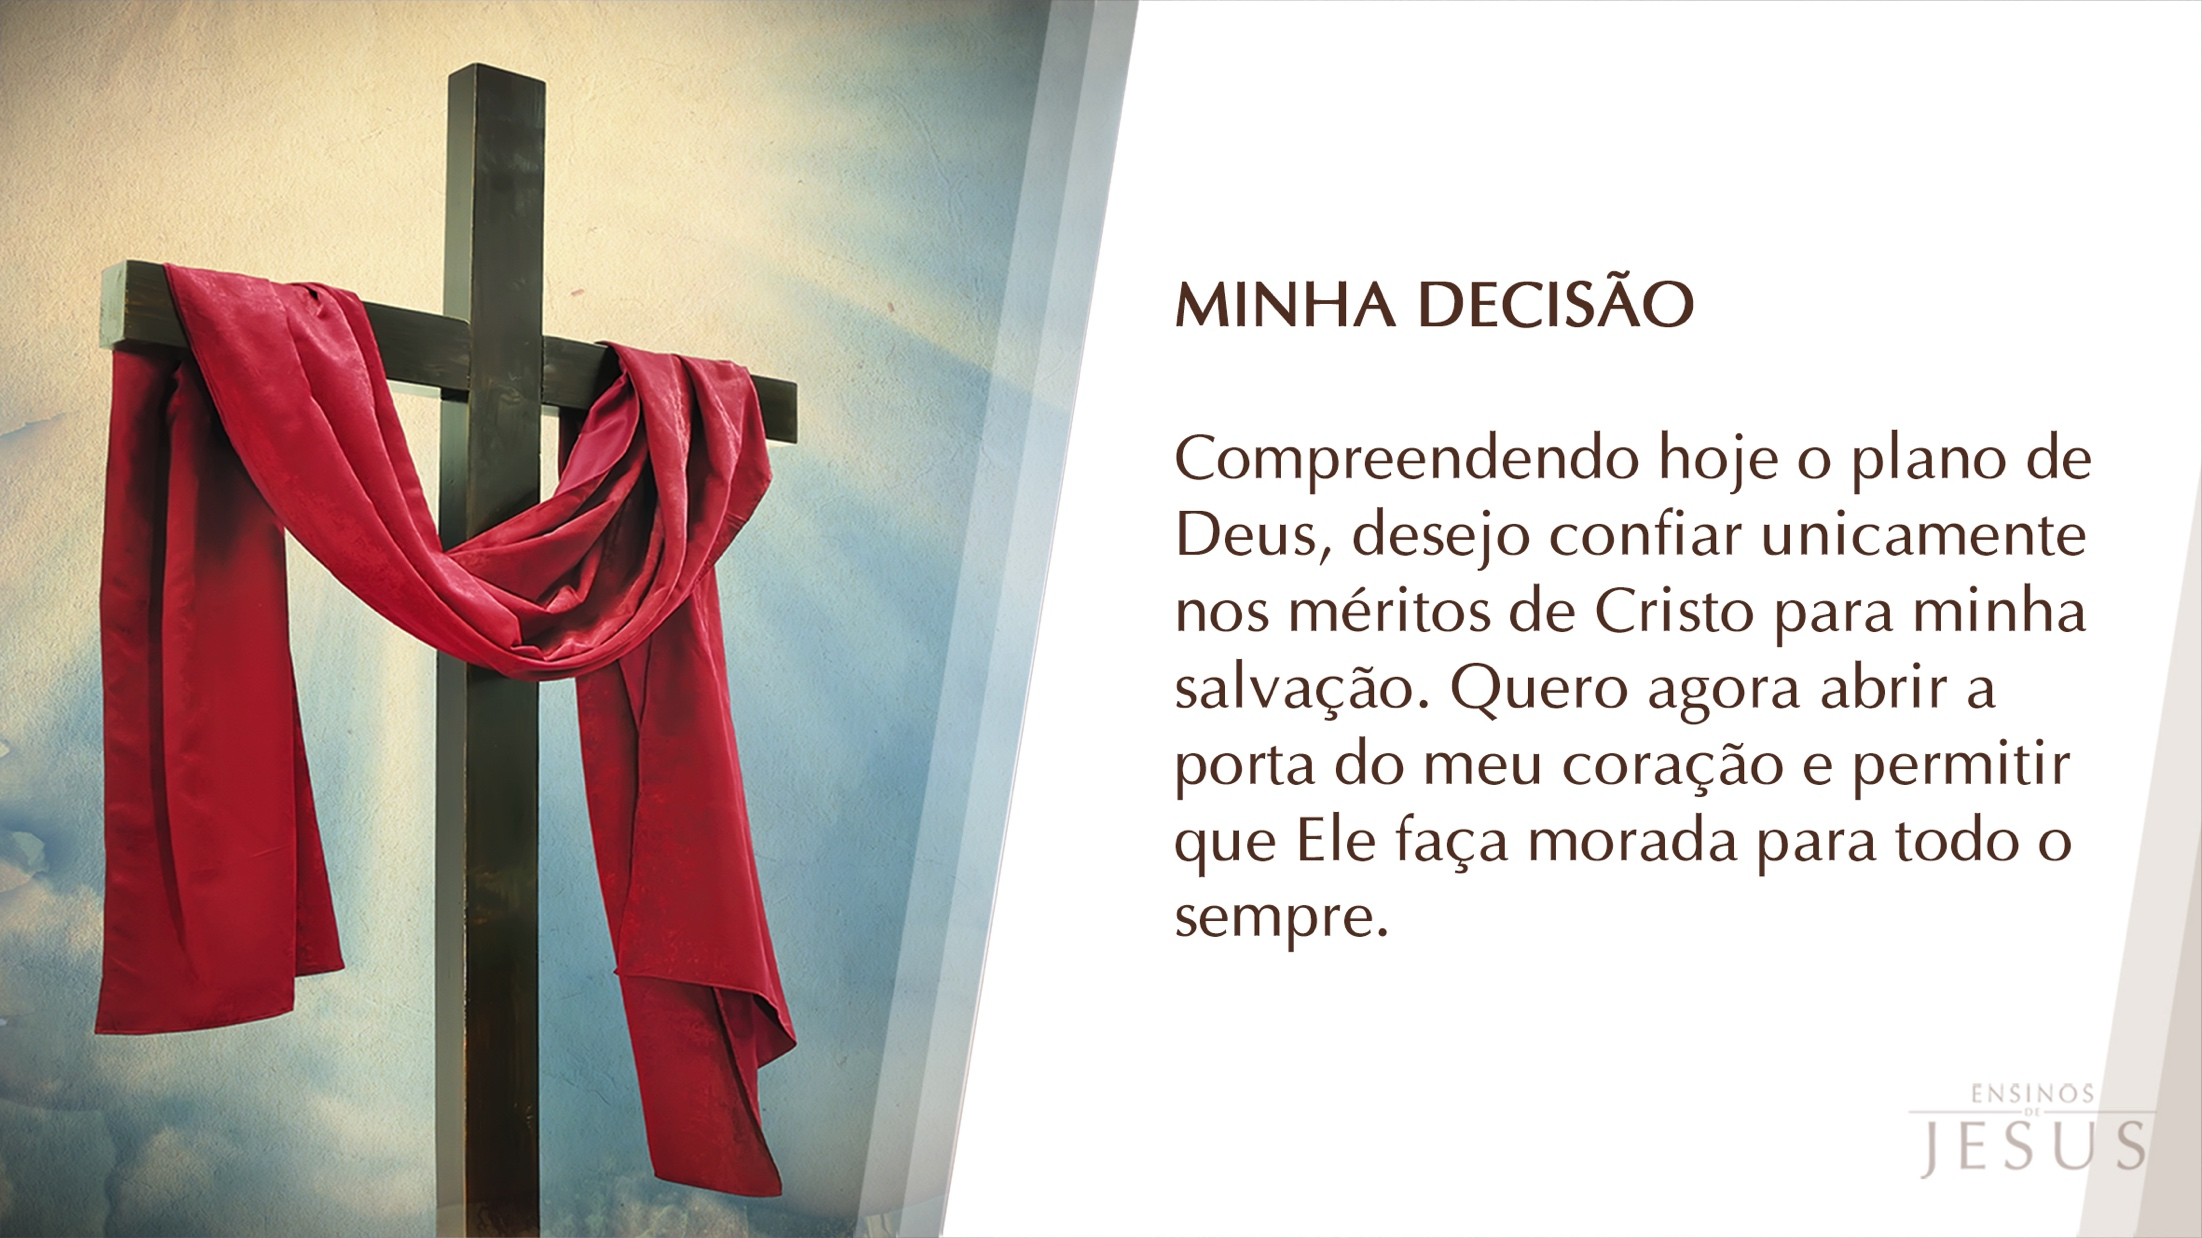 MINHA DECISÃO
Compreendendo hoje o plano de
Deus, desejo confiar unicamente
nos méritos de Cristo para minha
salvação. Quero agora abrir a
porta do meu coração e permitir
que Ele faça morada para todo o
sempre.
ENSINOS
DE
JESUS